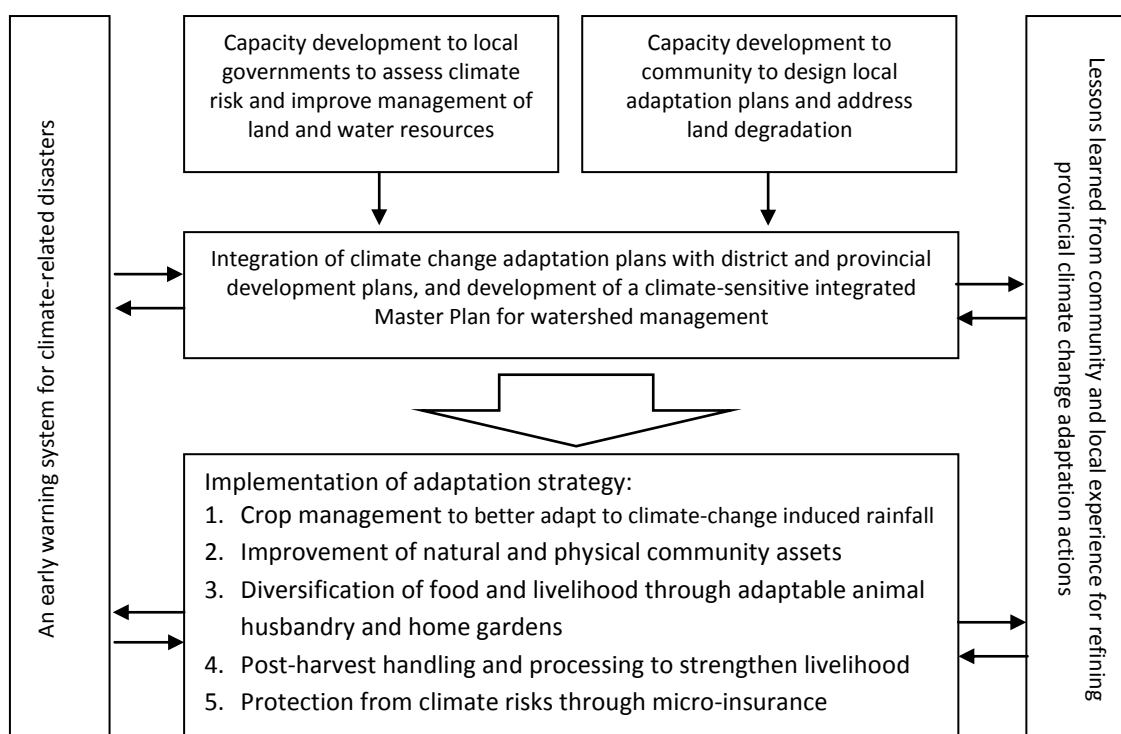 An early warning system for climate-related disasters
Capacity development to local
governments to assess climate
risk and improve management of
land and water resources
Capacity development to
community to design local
adaptation plans and address
land degradation
Integration of climate change adaptation plans with district and provincial
development plans, and development of a climate-sensitive integrated
Master Plan for watershed management
Implementation of adaptation strategy:
1. Crop management to better adapt to climate-change induced rainfall
2. Improvement of natural and physical community assets
3. Diversification of food and livelihood through adaptable animal
husbandry and home gardens
4. Post-harvest handling and processing to strengthen livelihood
5. Protection from climate risks through micro-insurance
Lessons learned from community and local experience for refining
provincial climate change adaptation actions